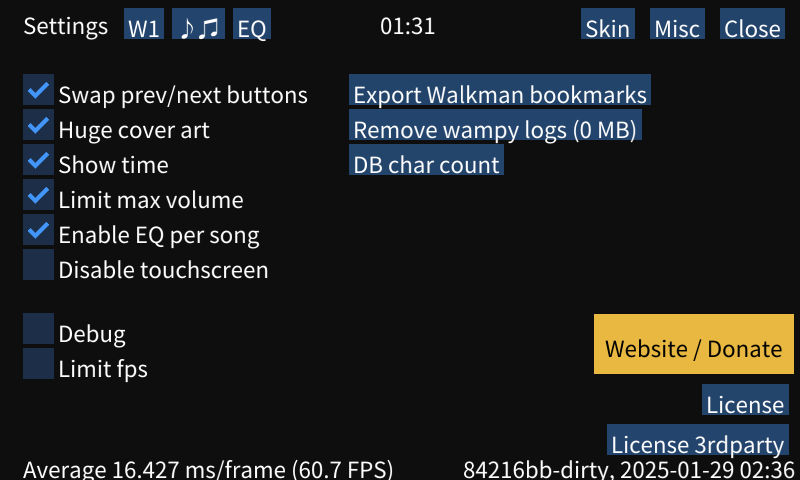 Settings W1 ♪♫ EQ 01:31 Skin Misc Close
Swap prev/next buttons Export Walkman bookmarks
Huge cover art Remove wampy logs (0 MB)
Show time DB char count
Limit max volume
Enable EQ per song
Disable touchscreen
Debug
Limit fps
Website / Donate
License
License 3rdparty
Average 16.427 ms/frame (60.7 FPS) 84216bb-dirty, 2025-01-29 02:36